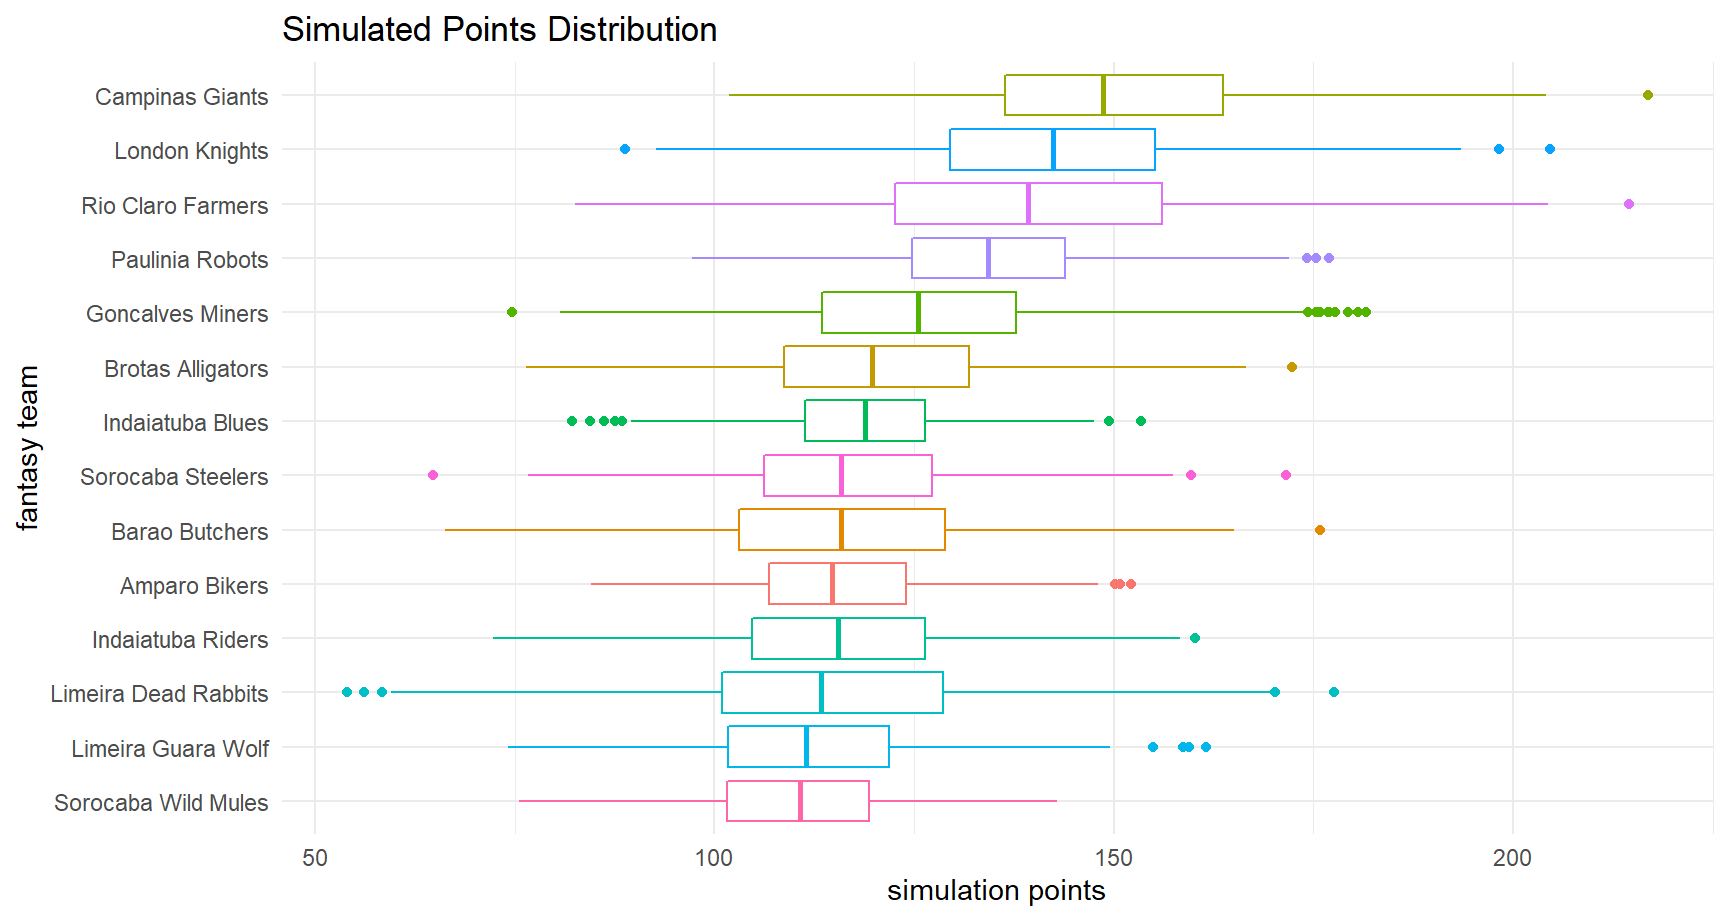 Simulated Points Distribution
Campinas Giants
London Knights
Rio Claro Farmers
Paulinia Robots
Goncalves Miners
Brotas Alligators
Indaiatuba Blues
Sorocaba Steelers
Barao Butchers
Amparo Bikers
Indaiatuba Riders
Limeira Dead Rabbits
Limeira Guara Wolf
Sorocaba Wild Mules
fantasy team
50 100 150 200
simulation points